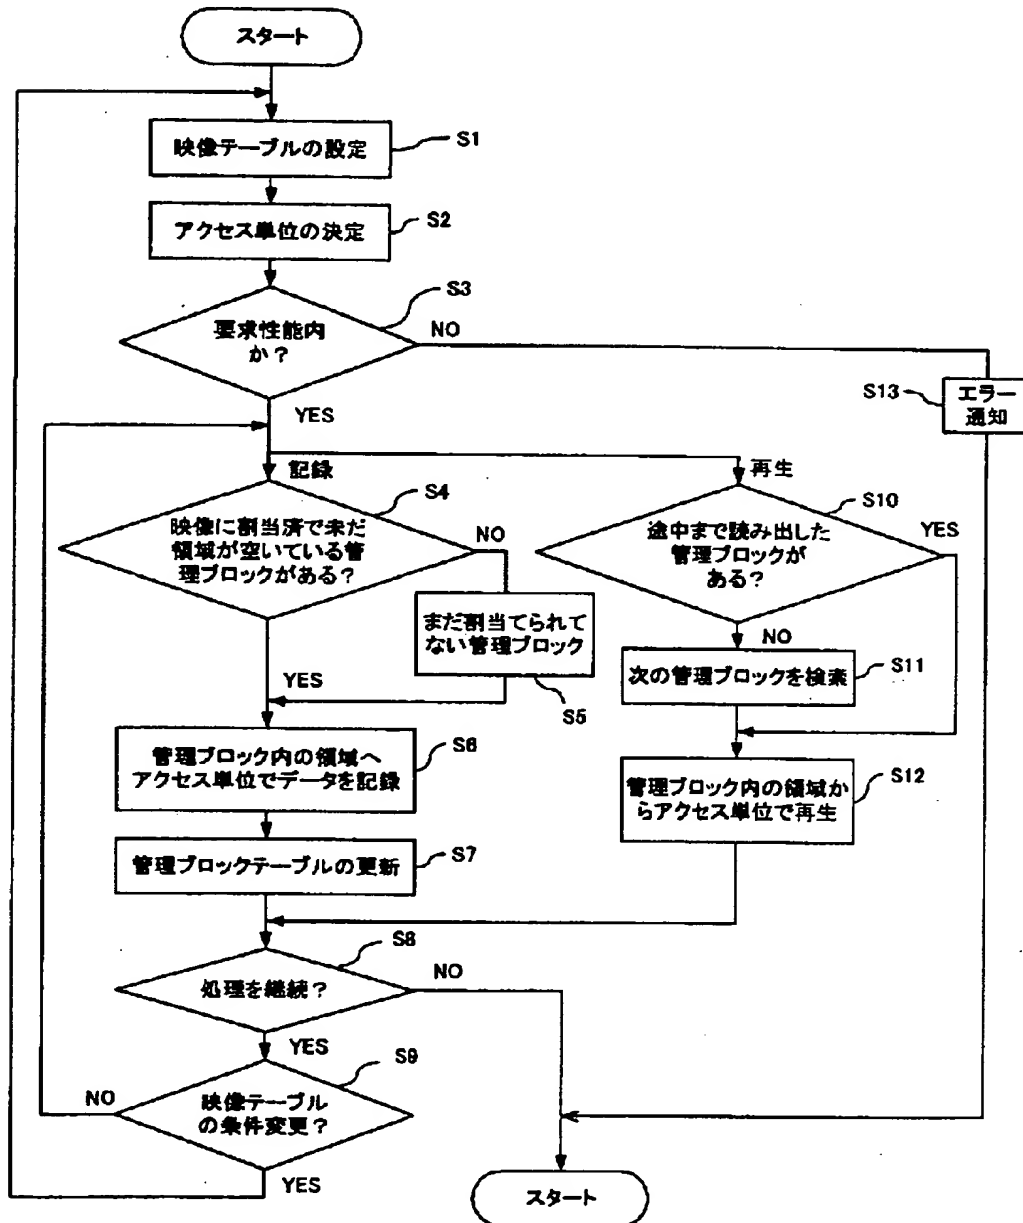 スタート
映像テーブルの設定
S1
アクセス単位の決定
S2
S3
要求性能内
か？
NO
YES
S13
エラー
通知
記録
再生
S4
映像に割当済で未だ
領域が空いている管
理ブロックがある？
NO
S10
途中まで読み出した
管理ブロックが
ある？
YES
まだ割当てられて
ない管理ブロック
S5
YES
NO
次の管理ブロックを検索
S11
管理ブロック内の領域へ
アクセス単位でデータを記録
S6
管理ブロック内の領域か
らアクセス単位で再生
S12
管理ブロックテーブルの更新
S7
S8
処理を継続？
NO
YES
S9
NO
映像テーブル
の条件変更？
YES
スタート